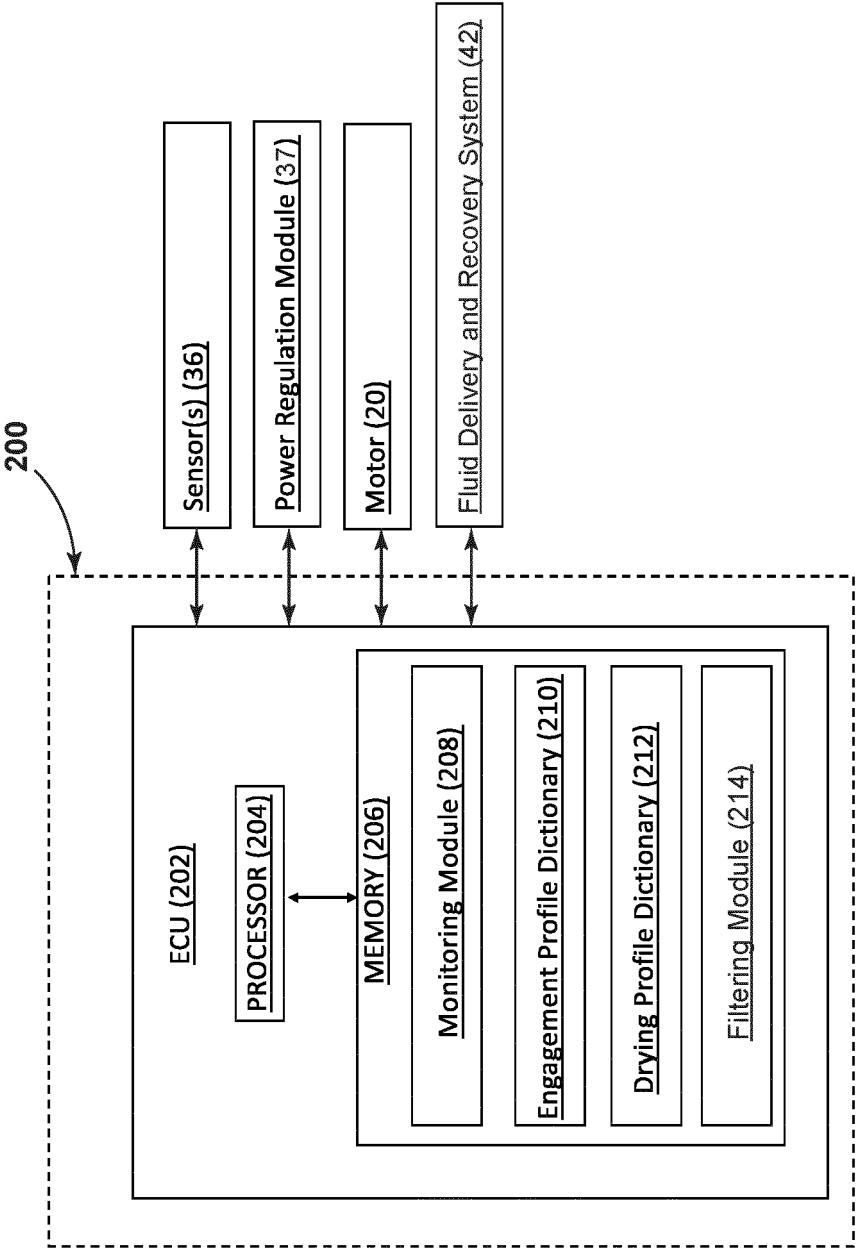 200
ECU (202)
PROCESSOR (204)
MEMORY (206)
Monitoring Module (208)
Engagement Profile Dictionary (210)
Drying Profile Dictionary (212)
Filtering Module (214)
Sensor(s) (36)
Power Regulation Module (37)
Motor (20)
Fluid Delivery and Recovery System (42)